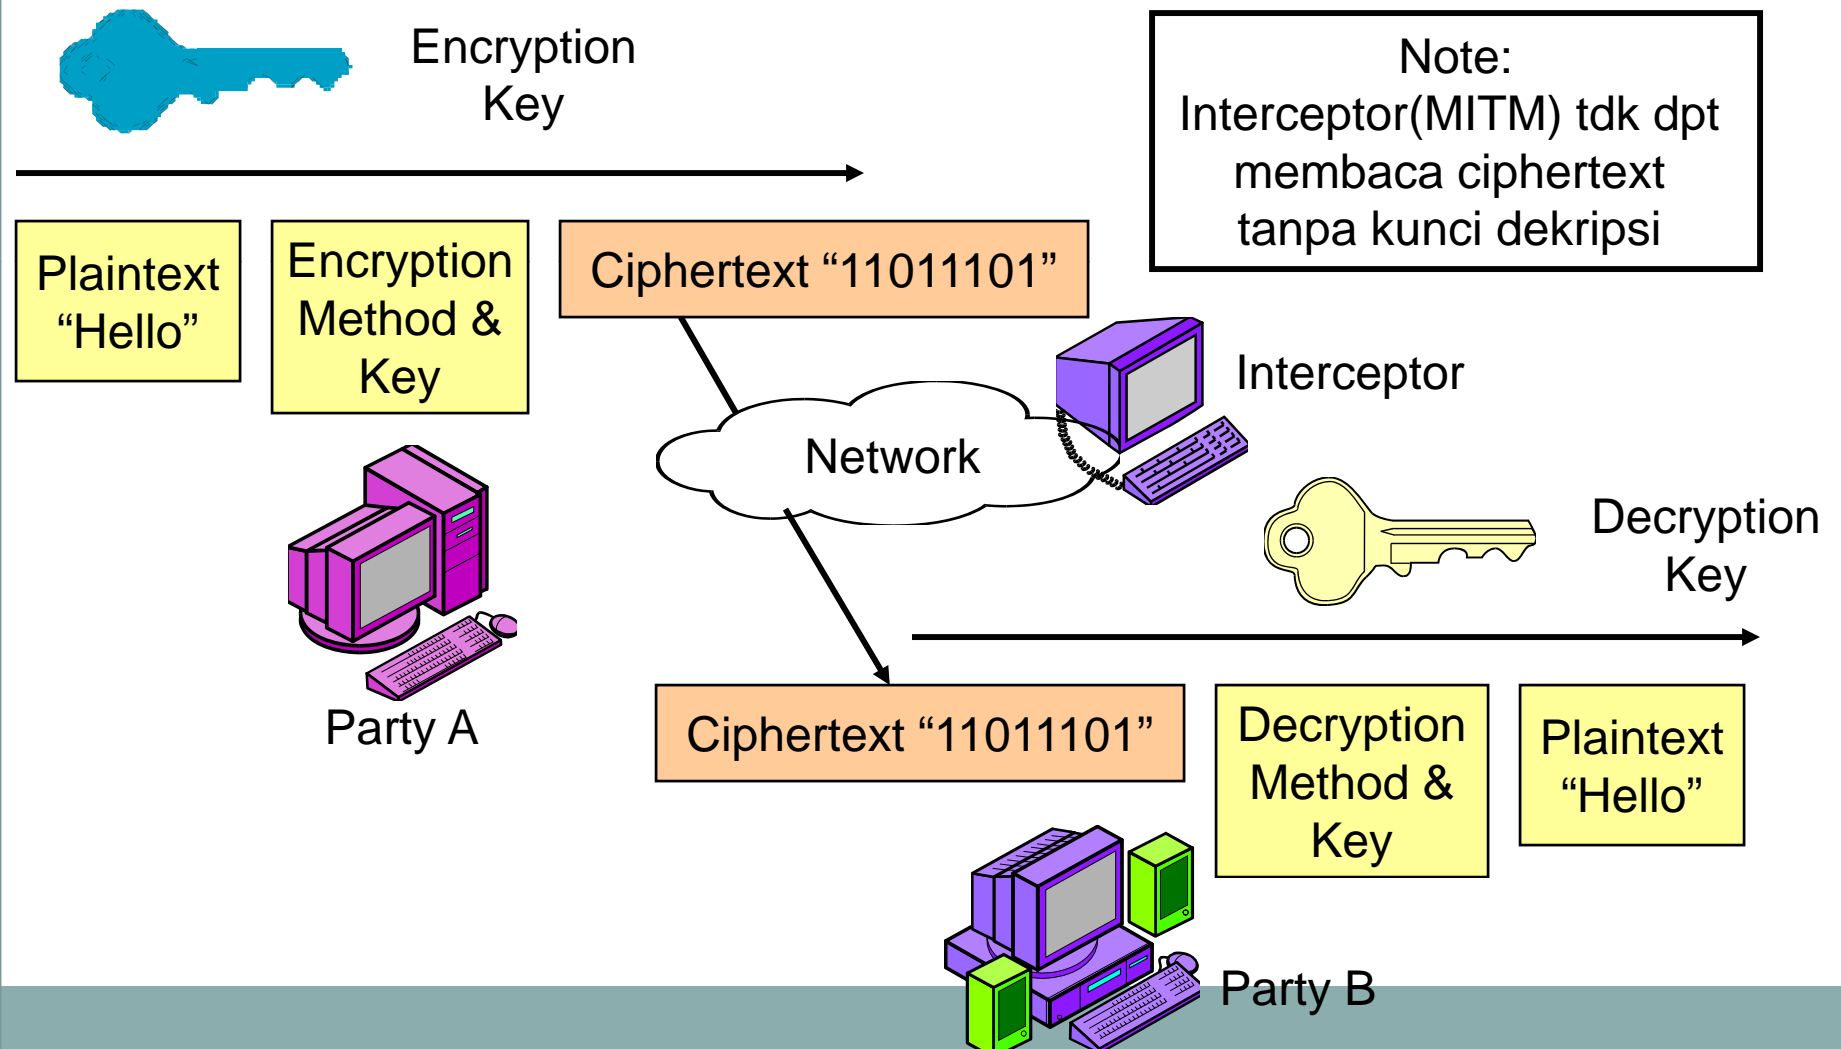 Encryption
Key
Note:
Interceptor(MITM) tdk dpt
membaca ciphertext
tanpa kunci dekripsi
Plaintext
“Hello”
Encryption
Method &
Key
Ciphertext “11011101”
Interceptor
Network
Decryption
Key
Party A
Ciphertext “11011101”
Decryption
Method &
Key
Plaintext
“Hello”
Party B